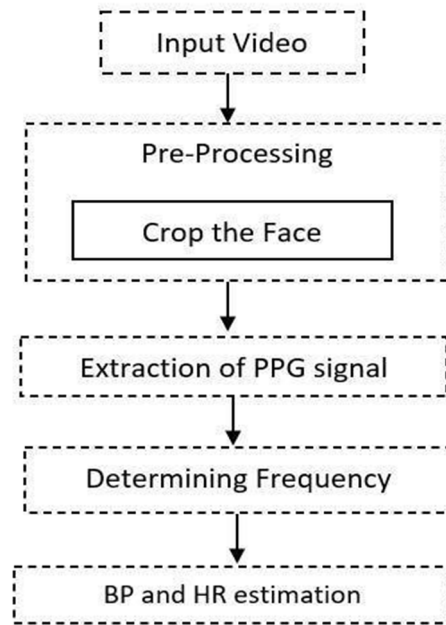 Input Video
Pre-Processing
Crop the Face
Extraction of PPG signal
Determining Frequency
BP and HR estimation